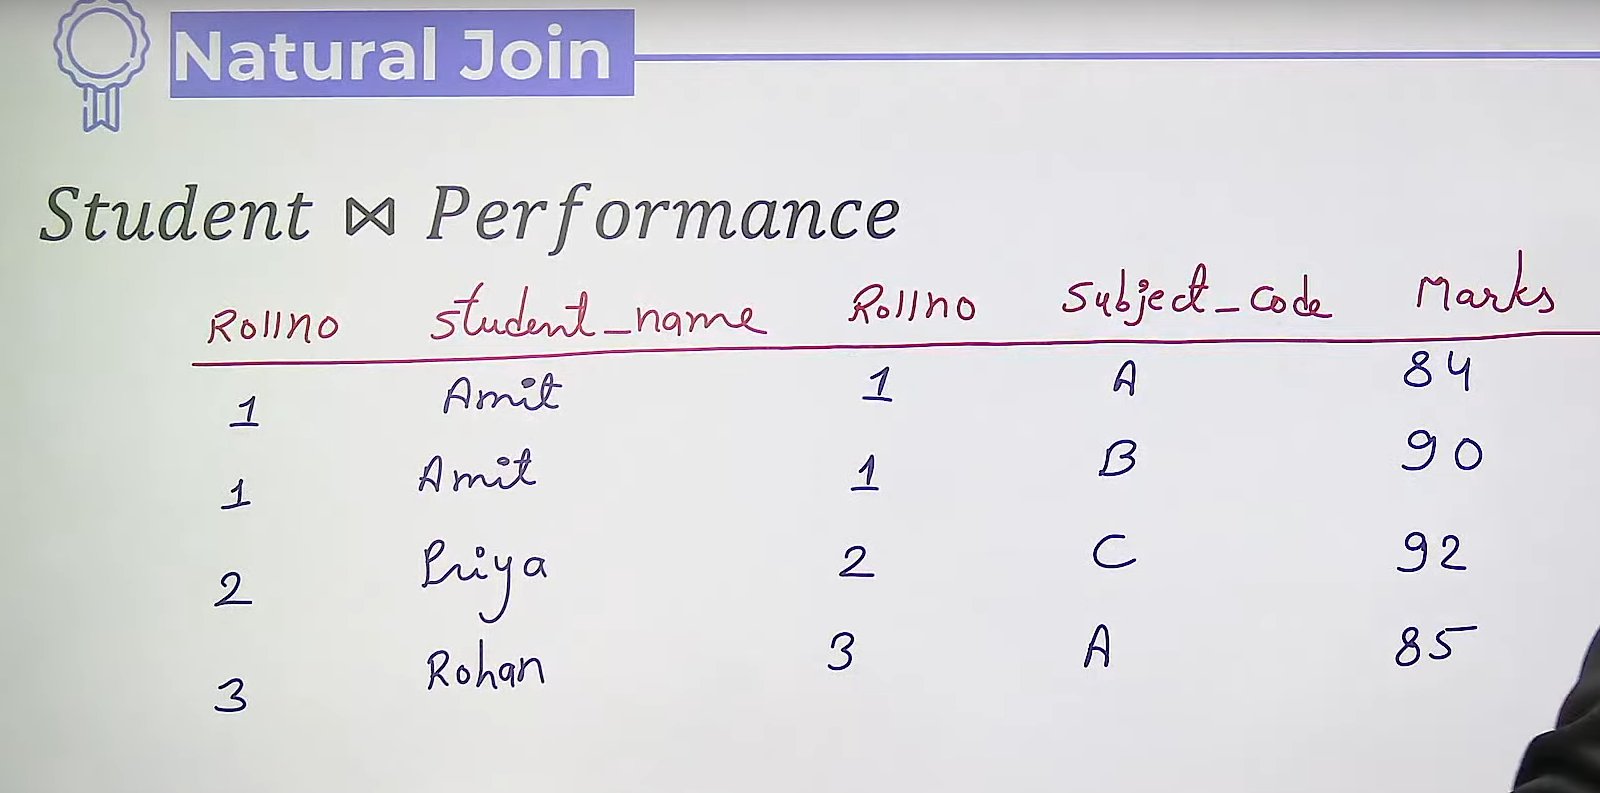 Natural Join
Student ⋈ Performance
Rollno student_name Rollno Subject_Code Marks
1 Amit 1 A 84
1 Amit 1 B 90
2 Priya 2 C 92
3 Rohan 3 A 85